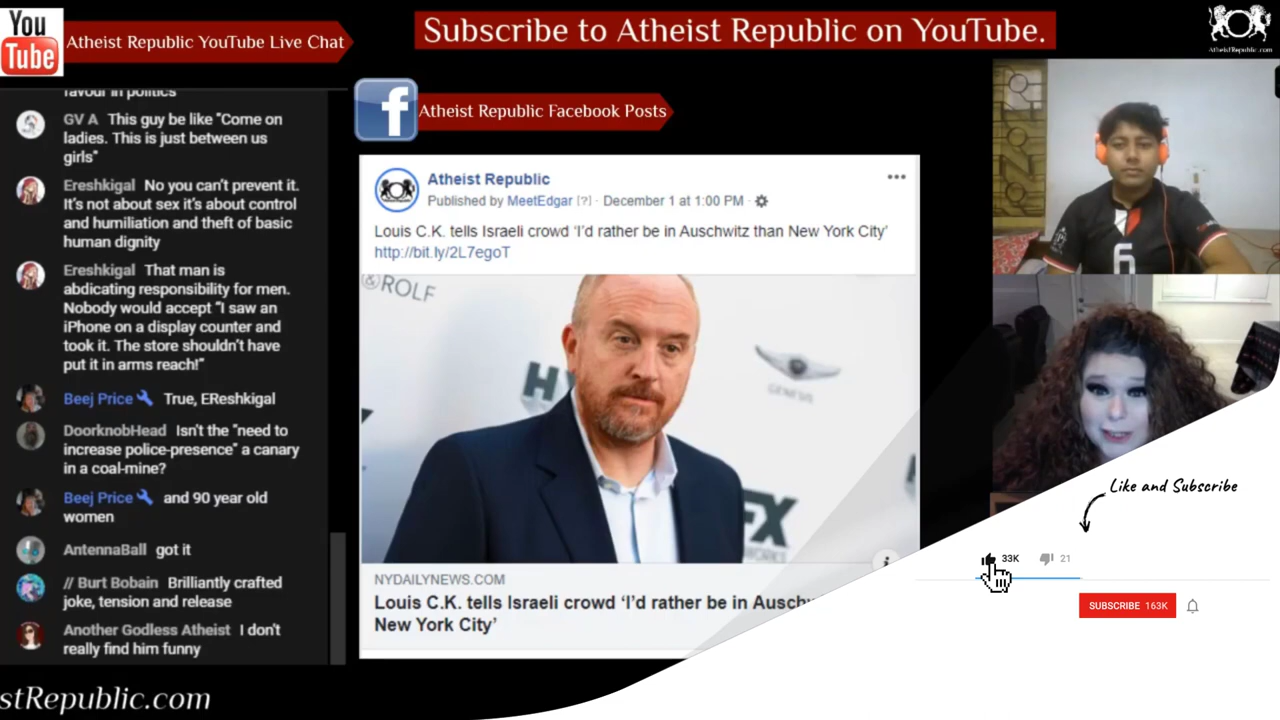 You
Tube
Atheist Republic YouTube Live Chat
Subscribe to Atheist Republic on YouTube.
AtheistRepublic.com
favour in politics
GV A This guy be like "Come on
ladies. This is just between us
girls"
Ereshkigal No you can't prevent it.
It's not about sex it's about control
and humiliation and theft of basic
human dignity
Ereshkigal That man is
abdicating responsibility for men.
Nobody would accept "I saw an
iPhone on a display counter and
took it. The store shouldn't have
put it in arms reach!"
Beej Price True, EReshkigal
DoorknobHead Isn't the "need to
increase police-presence" a canary
in a coal-mine?
Beej Price and 90 year old
women
AntennaBall got it
// Burt Bobain Brilliantly crafted
joke, tension and release
Another Godless Atheist I don't
really find him funny
stRepublic.com
f
Atheist Republic Facebook Posts
Atheist Republic
Published by MeetEdgar [?] · December 1 at 1:00 PM ·
Louis C.K. tells Israeli crowd 'I'd rather be in Auschwitz than New York City'
http://bit.ly/2L7egoT
&ROLF
GENESIS
FX
NYDAILYNEWS.COM
Louis C.K. tells Israeli crowd 'I'd rather be in Ausch
New York City'
6
Like and Subscribe
33K
21
SUBSCRIBE 163K